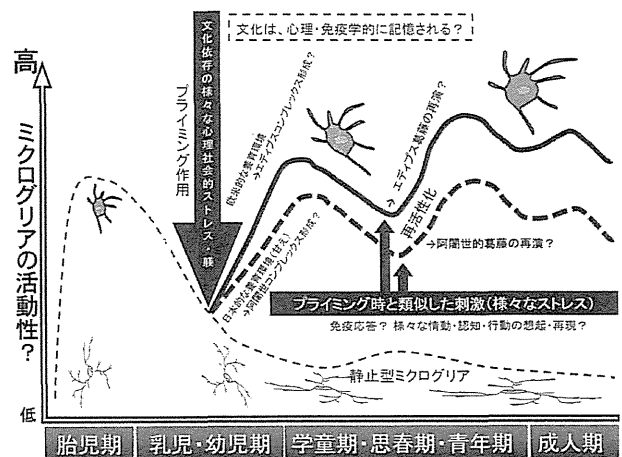 文化は、心理・免疫学的に記憶される?
高
ミクログリアの活動性?
低
文化依存の様々な心理社会的ストレス・躾
プライミング作用
欧米的な養育環境
→エディプスコンプレックス形成?
日本的な養育環境(甘え)
→阿闍世コンプレックス形成?
→エディプス葛藤の再演?
再活性化
→阿闍世的葛藤の再演?
プライミング時と類似した刺激(様々なストレス)
免疫応答? 様々な情動・認知・行動の想起・再現?
静止型ミクログリア
胎児期
乳児・幼児期
学童期・思春期・青年期
成人期